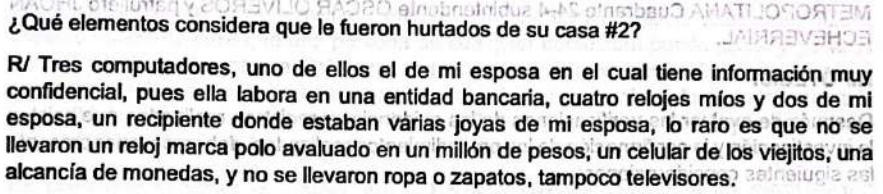 ¿Qué elementos considera que le fueron hurtados de su casa #2?
R/ Tres computadores, uno de ellos el de mi esposa en el cual tiene información muy
confidencial, pues ella labora en una entidad bancaria, cuatro relojes míos y dos de mi
esposa, un recipiente donde estaban varias joyas de mi esposa, lo raro es que no se
llevaron un reloj marca polo avaluado en un millón de pesos, un celular de los viejitos, una
alcancía de monedas, y no se llevaron ropa o zapatos, tampoco televisores.